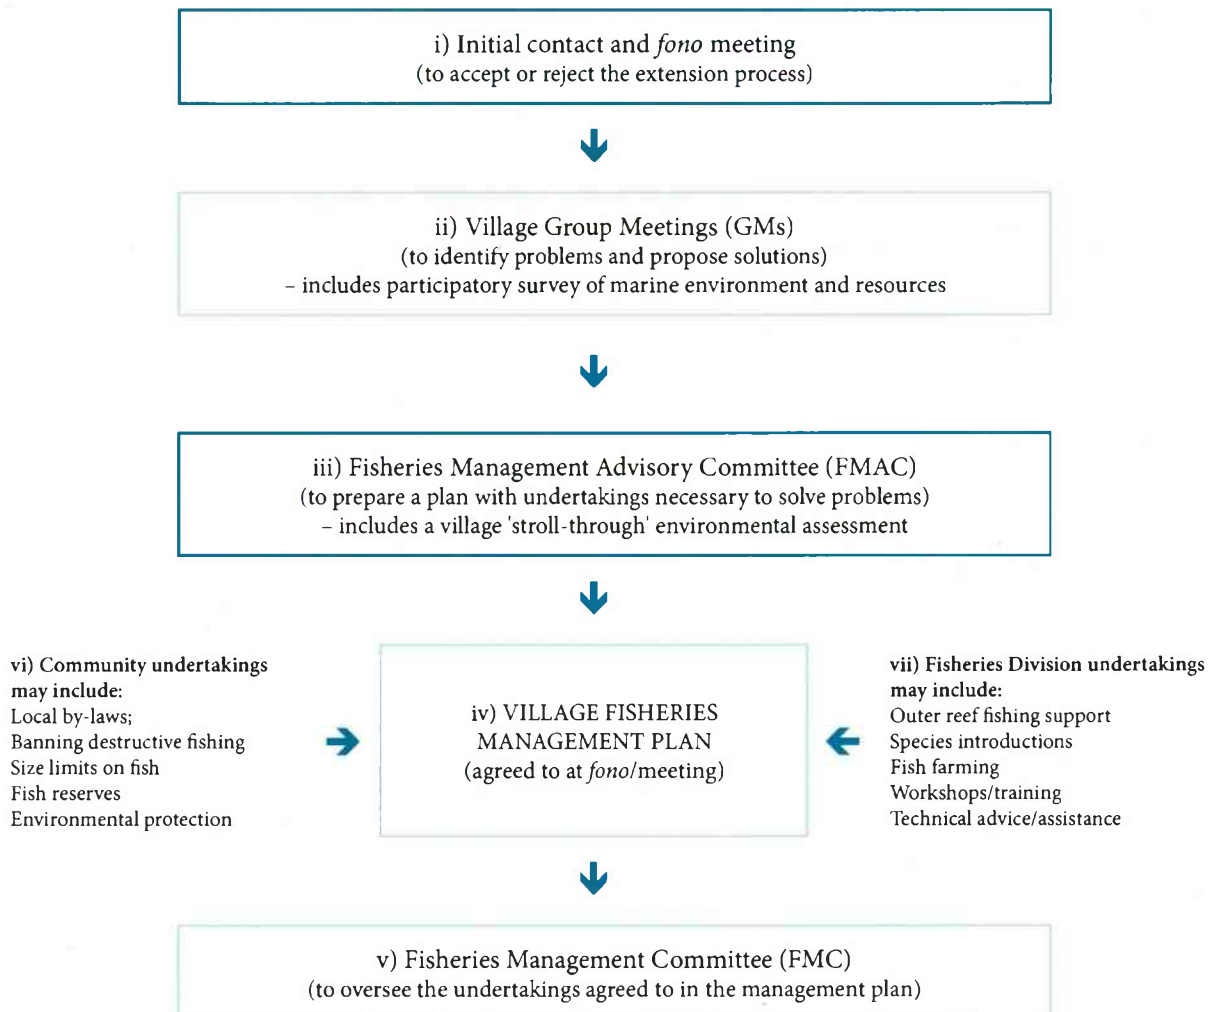 i) Initial contact and fono meeting
(to accept or reject the extension process)
ii) Village Group Meetings (GMs)
(to identify problems and propose solutions)
– includes participatory survey of marine environment and resources
iii) Fisheries Management Advisory Committee (FMAC)
(to prepare a plan with undertakings necessary to solve problems)
– includes a village 'stroll-through' environmental assessment
vi) Community undertakings
may include:
Local by-laws;
Banning destructive fishing
Size limits on fish
Fish reserves
Environmental protection
iv) VILLAGE FISHERIES
MANAGEMENT PLAN
(agreed to at fono/meeting)
vii) Fisheries Division undertakings
may include:
Outer reef fishing support
Species introductions
Fish farming
Workshops/training
Technical advice/assistance
v) Fisheries Management Committee (FMC)
(to oversee the undertakings agreed to in the management plan)